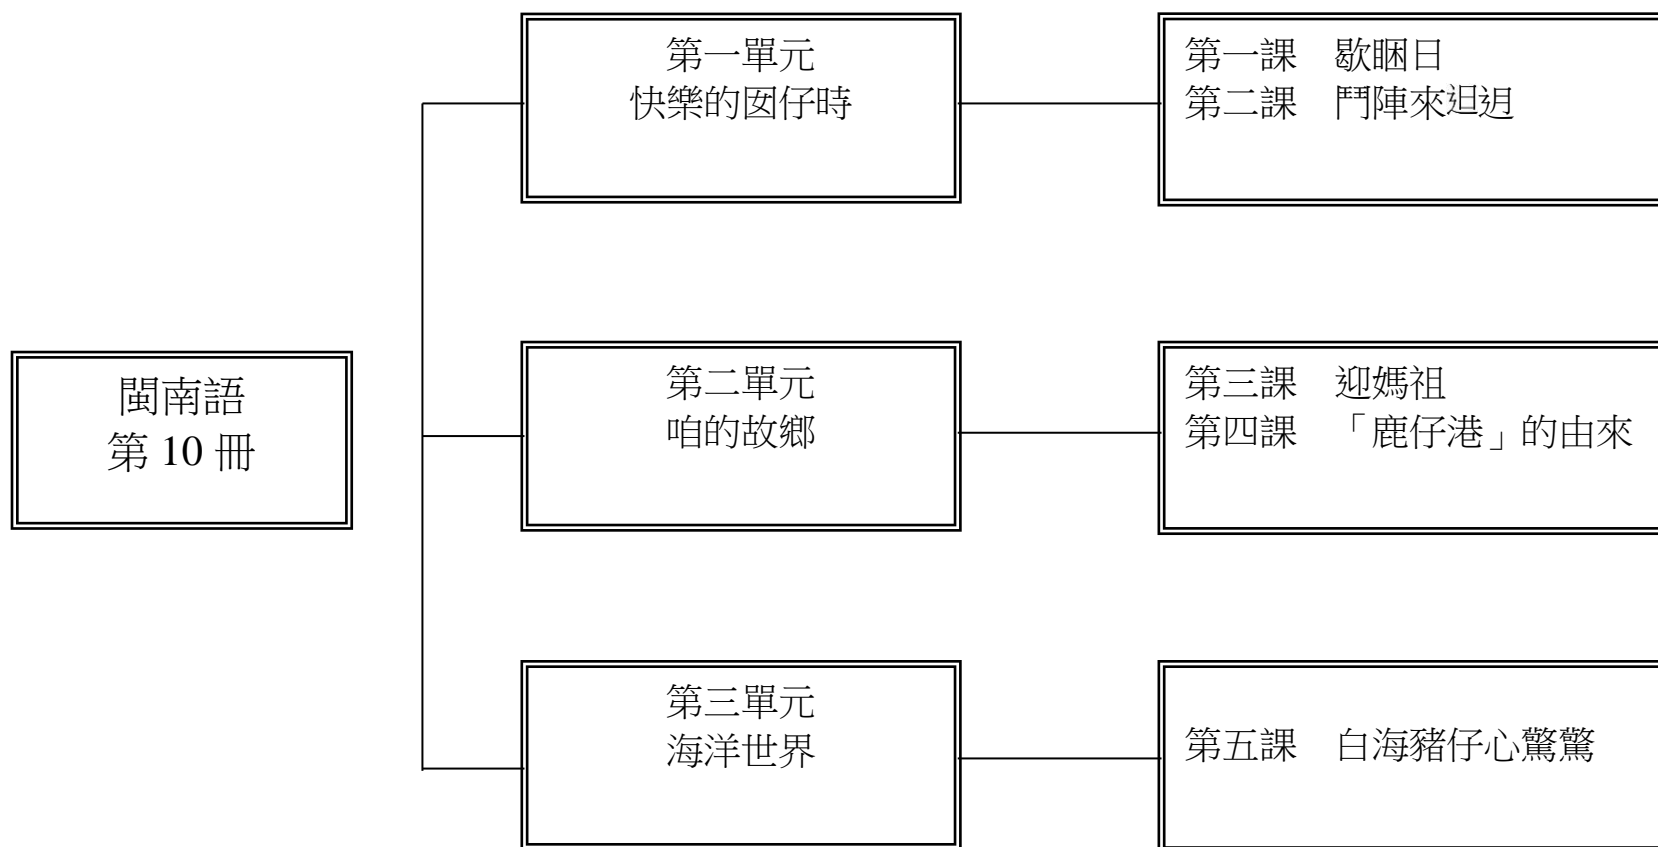 閩南語
第 10 冊
第一單元
快樂的囡仔時
第一課　歇睏日
第二課　鬥陣來𨑨迌
第二單元
咱的故鄉
第三課　迎媽祖
第四課　「鹿仔港」的由來
第三單元
海洋世界
第五課　白海豬仔心驚驚